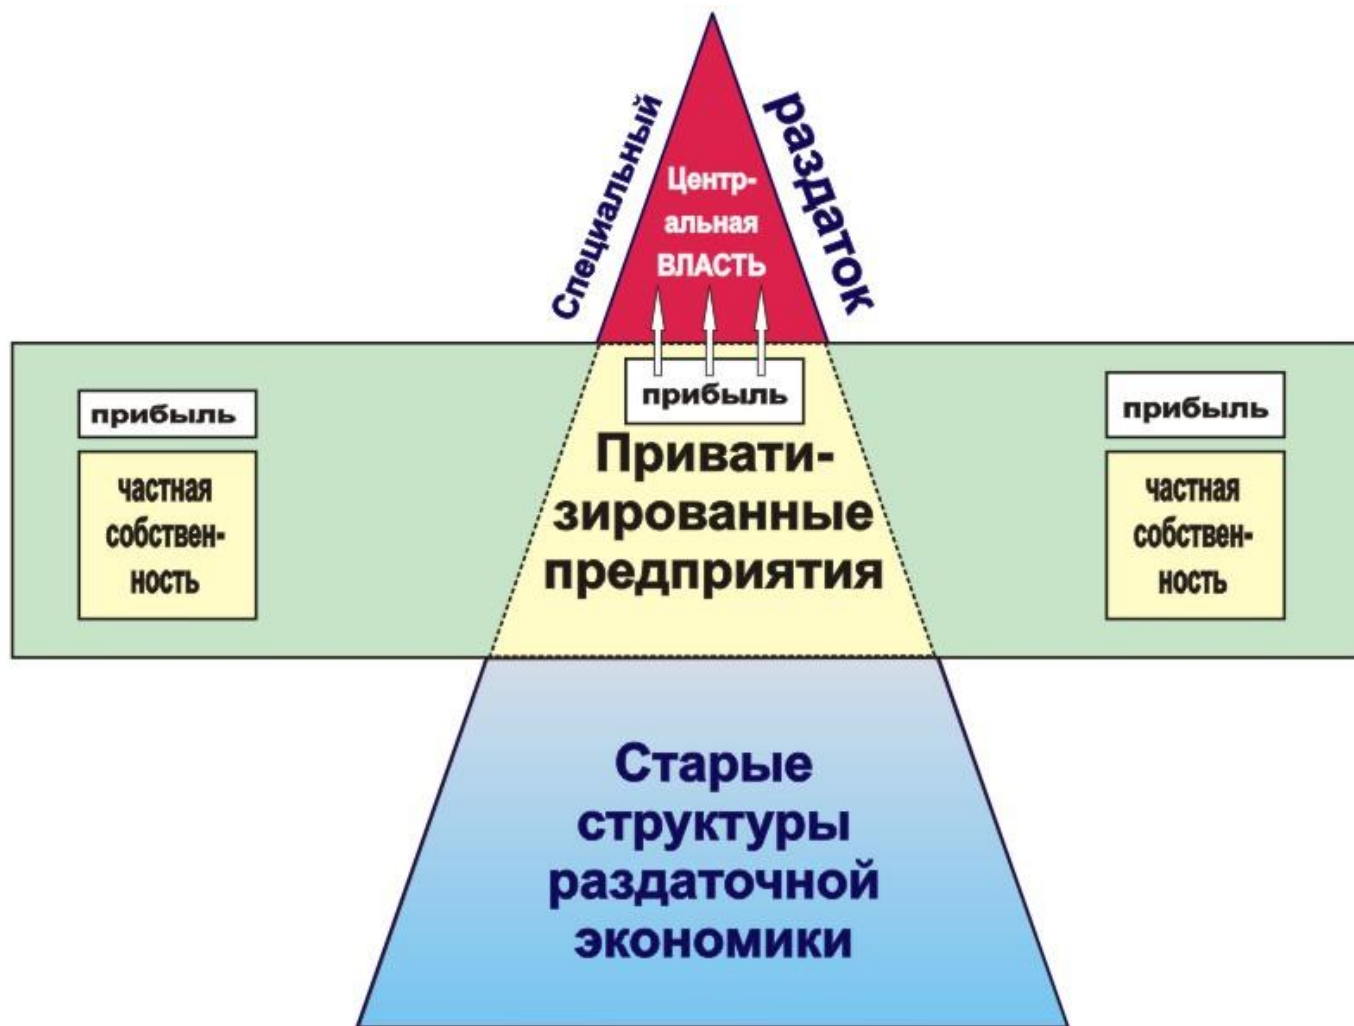 Специальный
раздаток
Центр-
альная
ВЛАСТЬ
прибыль
прибыль
прибыль
частная
собствен-
ность
Привати-
зированные
предприятия
частная
собствен-
ность
Старые
структуры
раздаточной
экономики